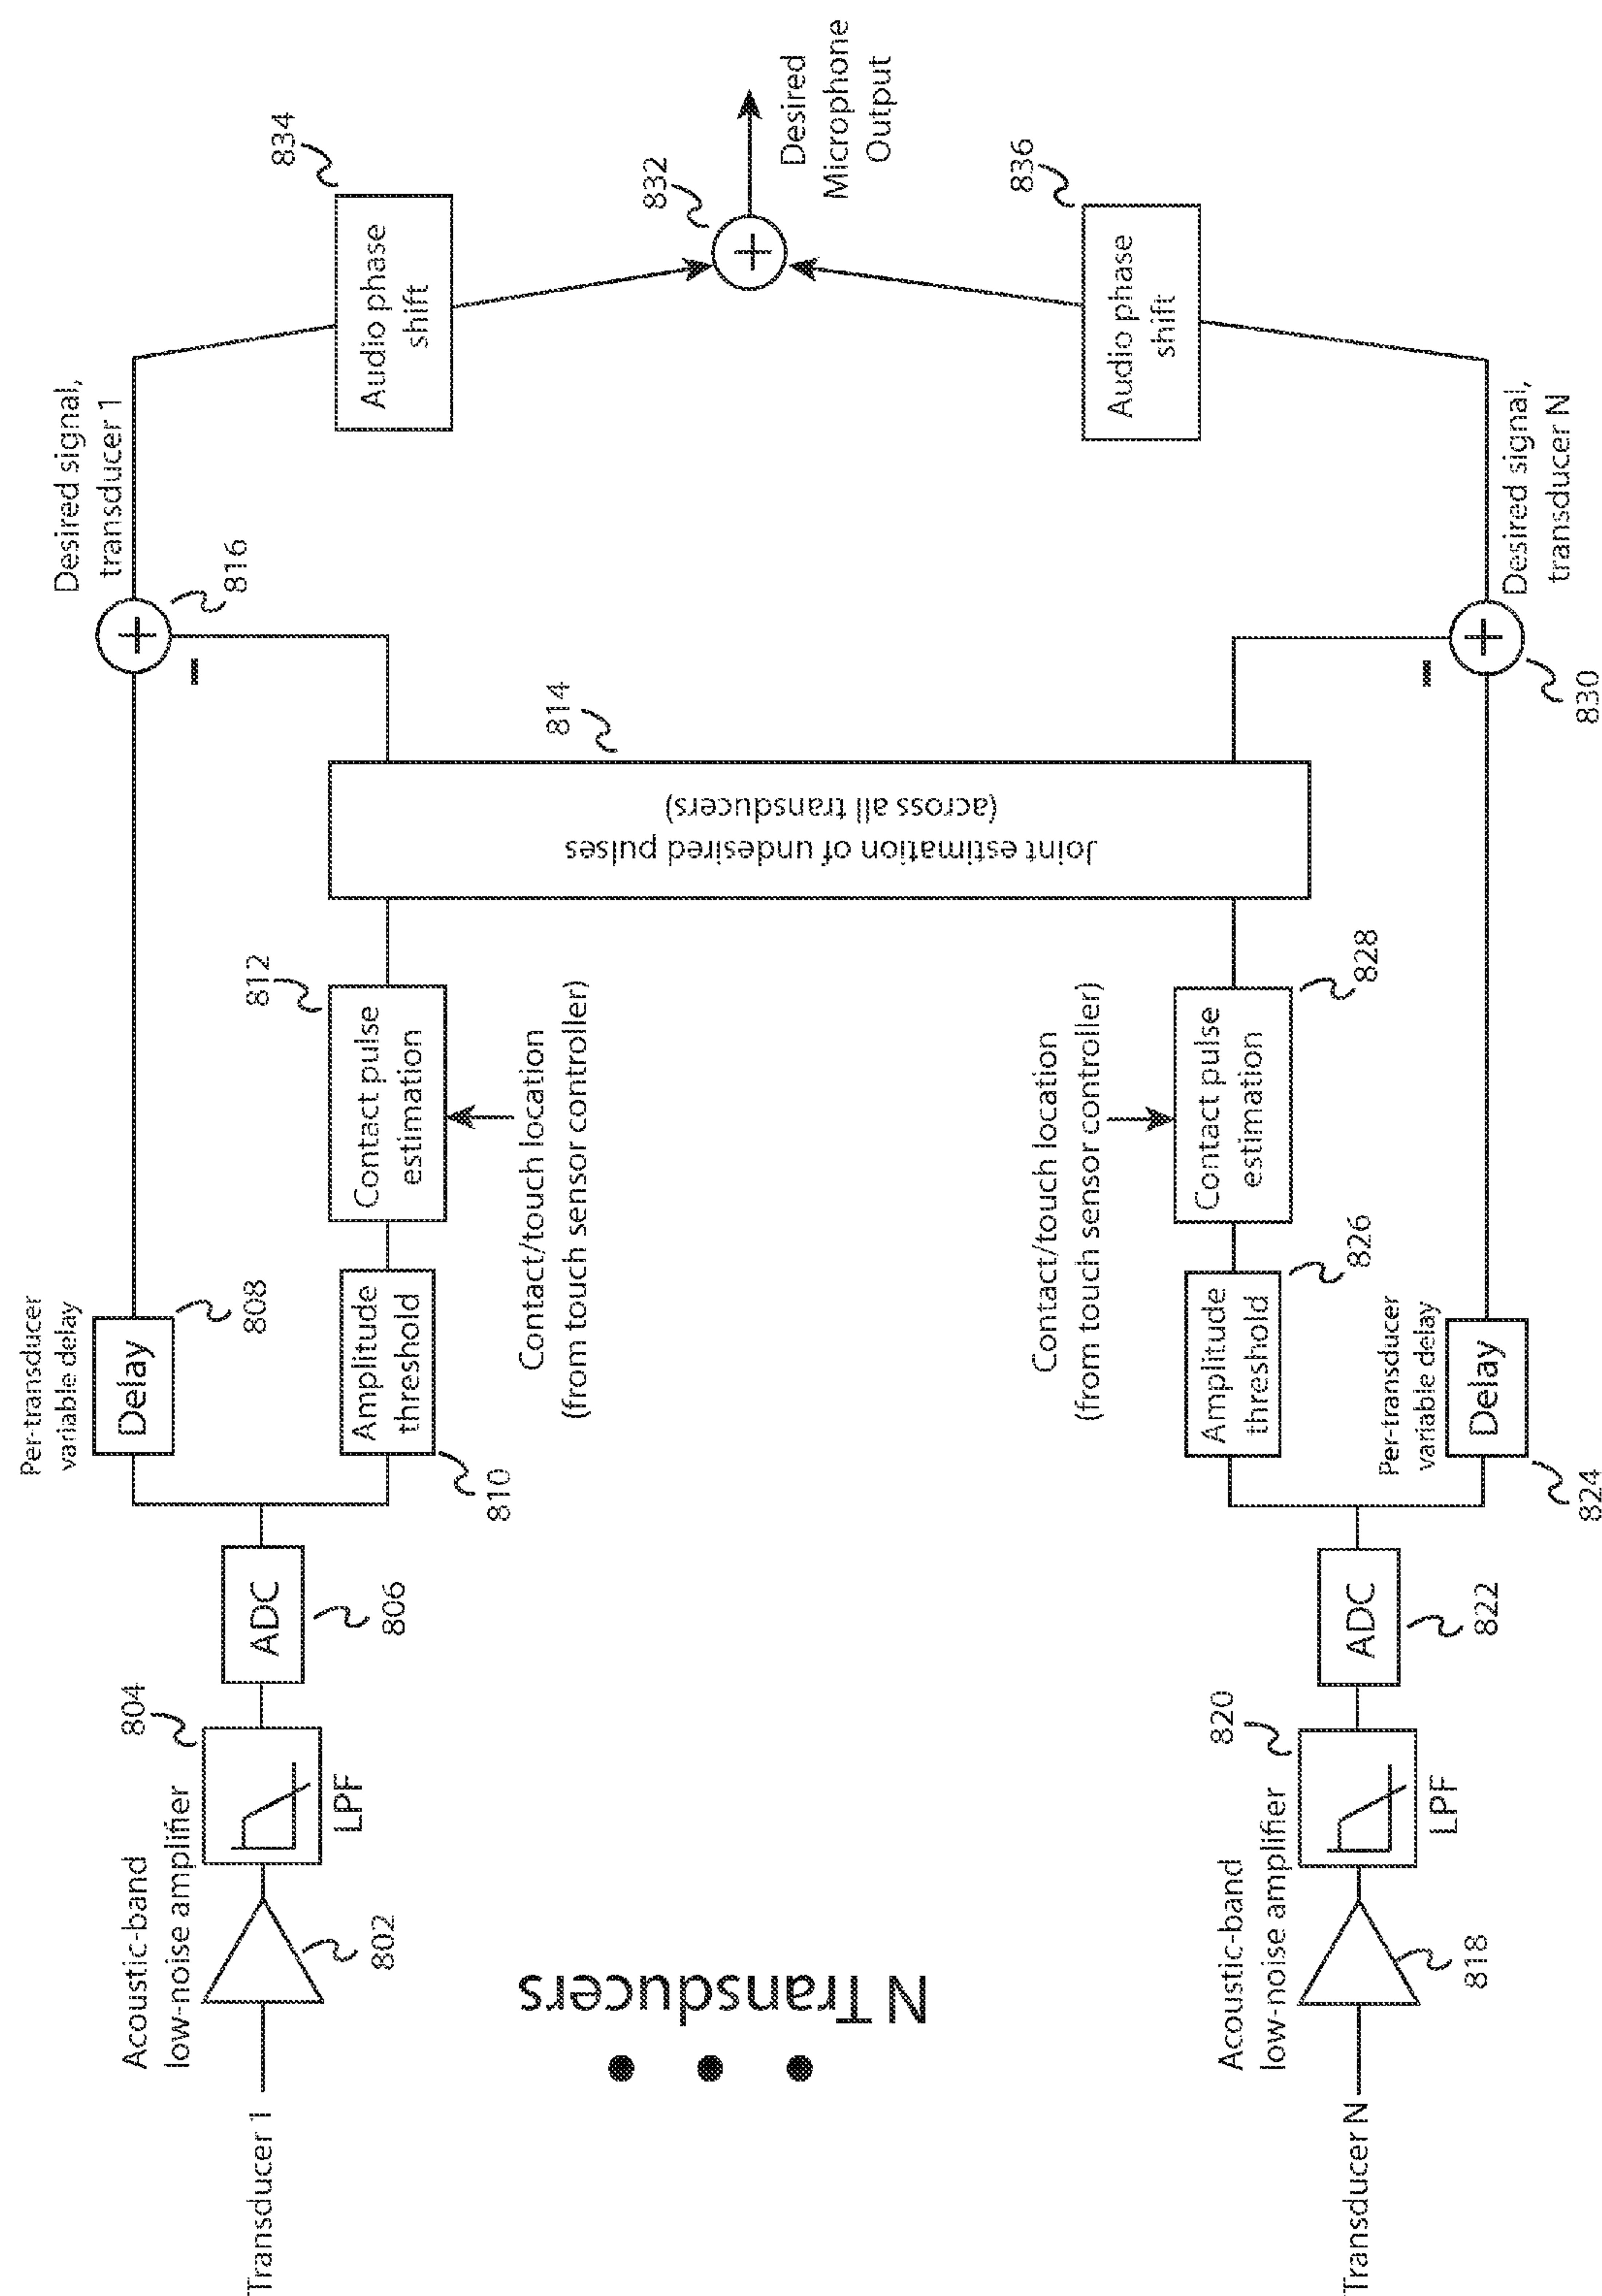 Transducer 1
Acoustic-band
low-noise amplifier
802
804
LPF
ADC
806
Per-transducer
variable delay
Delay
808
Amplitude
threshold
810
Contact pulse
estimation
812
Contact/touch location
(from touch sensor controller)
Joint estimation of undesired pulses
(across all transducers)
814
+
−
816
Desired signal,
transducer 1
Audio phase
shift
834
+
832
Desired
Microphone
Output
N Transducers
Transducer N
Acoustic-band
low-noise amplifier
818
820
LPF
ADC
822
Amplitude
threshold
826
Per-transducer
variable delay
Delay
824
Contact/touch location
(from touch sensor controller)
Contact pulse
estimation
828
+
−
830
Desired signal,
transducer N
Audio phase
shift
836